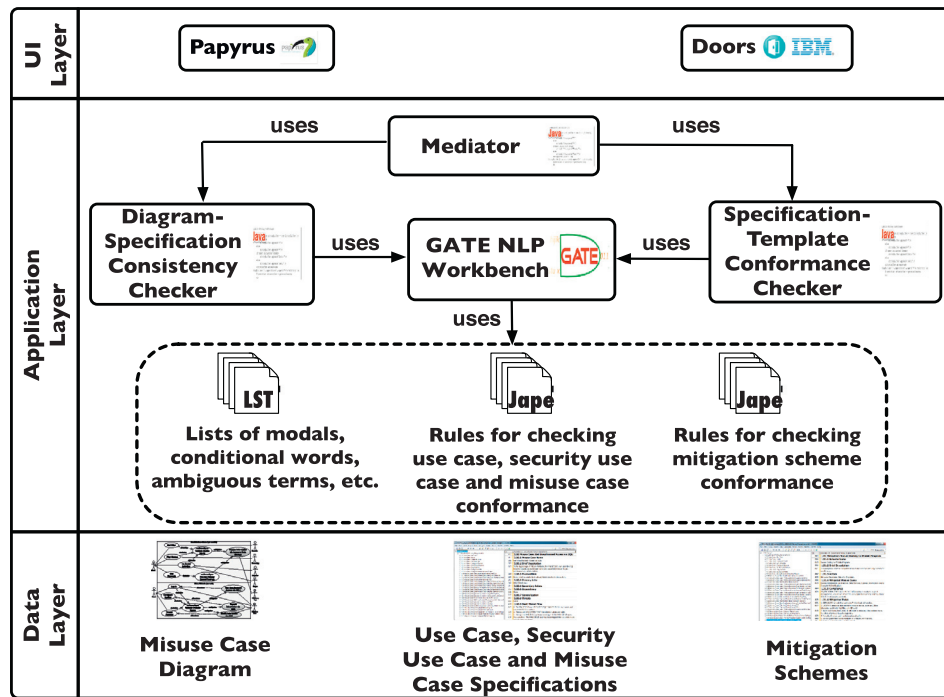 UI
Layer
Papyrus
Doors IBM
Application
Layer
uses
uses
Mediator
Java
Diagram-
Specification
Consistency
Checker
Java
uses
GATE NLP
Workbench
GATE
uses
Specification-
Template
Conformance
Checker
Java
uses
LST
Lists of modals,
conditional words,
ambiguous terms, etc.
Jape
Rules for checking
use case, security use
case and misuse case
conformance
Jape
Rules for checking
mitigation scheme
conformance
Data
Layer
Misuse Case
Diagram
Use Case, Security
Use Case and Misuse
Case Specifications
Mitigation
Schemes